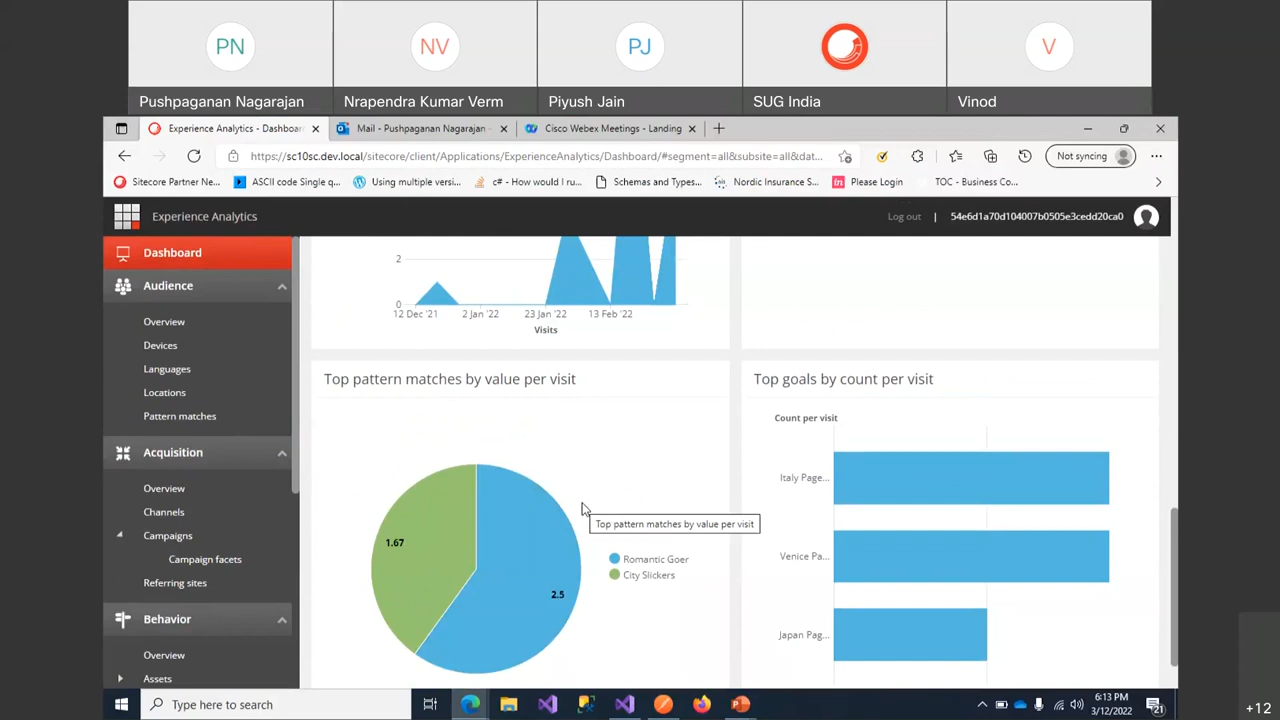 PN
NV
PJ
V
Pushpaganan Nagarajan
Nrapendra Kumar Verm
Piyush Jain
SUG India
Vinod
Experience Analytics - Dashboar
Mail - Pushpaganan Nagarajan -
Cisco Webex Meetings - Landing
https://sc10sc.dev.local/sitecore/client/Applications/ExperienceAnalytics/Dashboard/#segment=all&subsite=all&dat...
Not syncing
Sitecore Partner Ne...
ASCII code Single q...
Using multiple versi...
c# - How would I ru...
Schemas and Types...
Nordic Insurance S...
Please Login
TOC - Business Co...
Experience Analytics
Log out
54e6d1a70d104007b0505e3cedd20ca0
Dashboard
Audience
Overview
Devices
Languages
Locations
Pattern matches
Acquisition
Overview
Channels
Campaigns
Campaign facets
Referring sites
Behavior
Overview
Assets
2
0
12 Dec '21
2 Jan '22
23 Jan '22
13 Feb '22
Visits
Top pattern matches by value per visit
1.67
2.5
Top pattern matches by value per visit
Romantic Goer
City Slickers
Top goals by count per visit
Count per visit
Italy Page...
Venice Pa...
Japan Pag...
Type here to search
6:13 PM
3/12/2022
21
+12